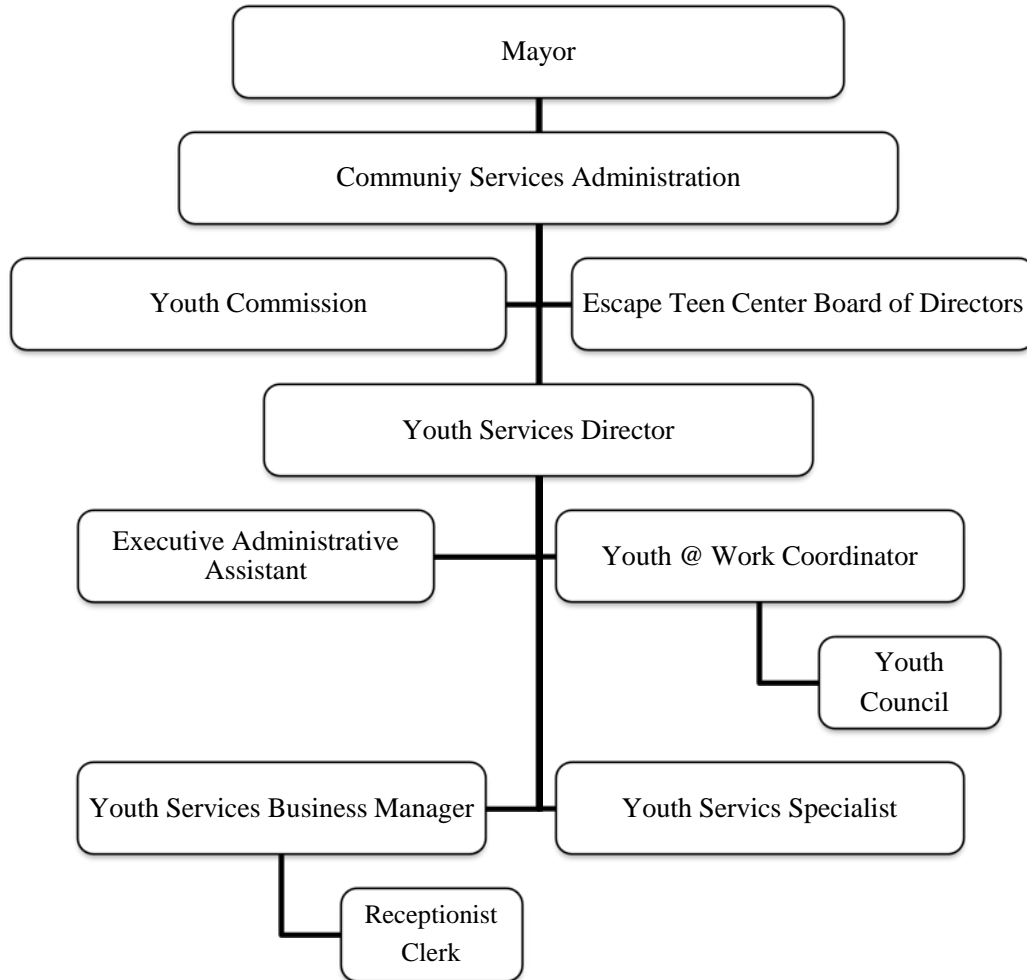 Mayor
Communiy Services Administration
Youth Commission
Escape Teen Center Board of Directors
Youth Services Director
Executive Administrative
Assistant
Youth @ Work Coordinator
Youth
Council
Youth Services Business Manager
Youth Servics Specialist
Receptionist
Clerk